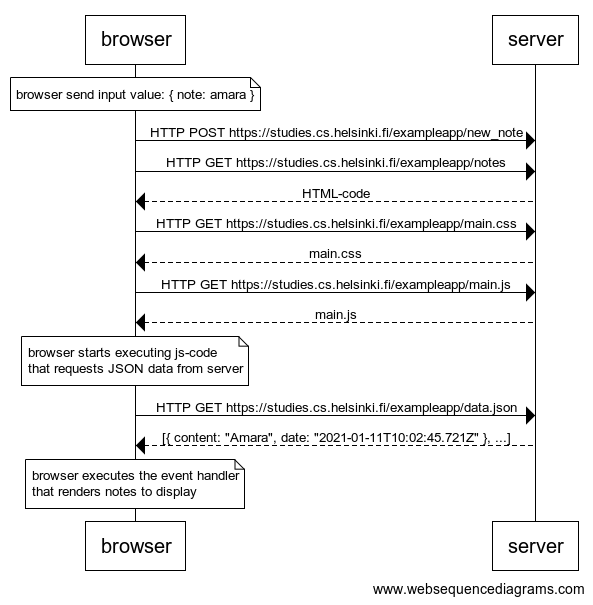 browser server
browser send input value: { note: amara }
HTTP POST https://studies.cs.helsinki.fi/exampleapp/new_note
HTTP GET https://studies.cs.helsinki.fi/exampleapp/notes
HTML-code
HTTP GET https://studies.cs.helsinki.fi/exampleapp/main.css
main.css
HTTP GET https://studies.cs.helsinki.fi/exampleapp/main.js
main.js
browser starts executing js-code
that requests JSON data from server
HTTP GET https://studies.cs.helsinki.fi/exampleapp/data.json
[{ content: "Amara", date: "2021-01-11T10:02:45.721Z" }, ...]
browser executes the event handler
that renders notes to display
browser server
www.websequencediagrams.com